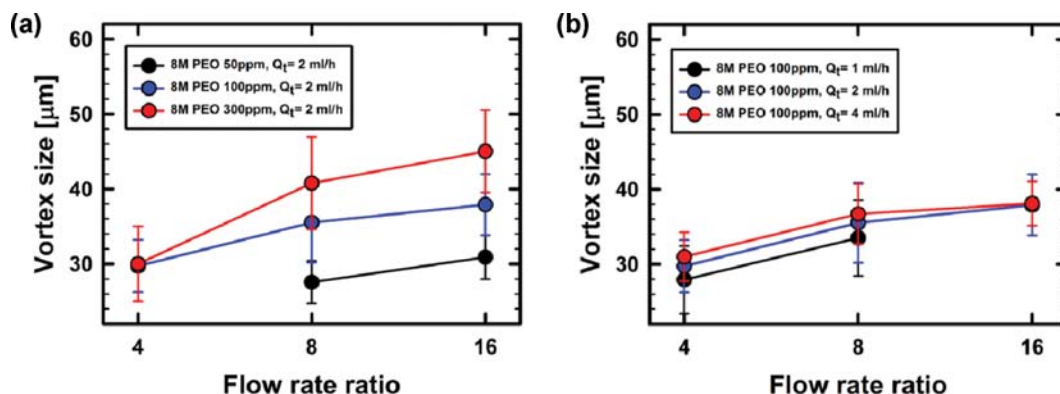 (a)
60
50
40
30
Vortex size [μm]
8M PEO 50ppm, Qt= 2 ml/h
8M PEO 100ppm, Qt= 2 ml/h
8M PEO 300ppm, Qt= 2 ml/h
4 8 16
Flow rate ratio
(b)
60
50
40
30
Vortex size [μm]
8M PEO 100ppm, Qt= 1 ml/h
8M PEO 100ppm, Qt= 2 ml/h
8M PEO 100ppm, Qt= 4 ml/h
4 8 16
Flow rate ratio